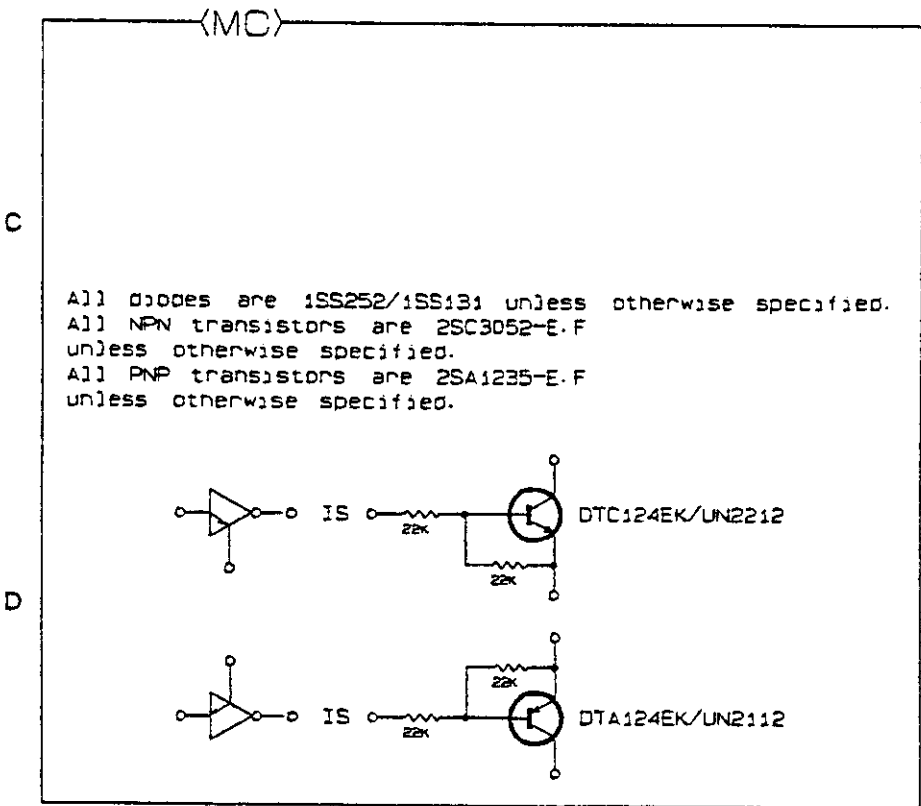 ⟨MC⟩
C
All diodes are 1SS252/1SS131 unless otherwise specified.
All NPN transistors are 2SC3052-E.F
unless otherwise specified.
All PNP transistors are 2SA1235-E.F
unless otherwise specified.
IS 22K 22K DTC124EK/UN2212
D
IS 22K 22K DTA124EK/UN2112